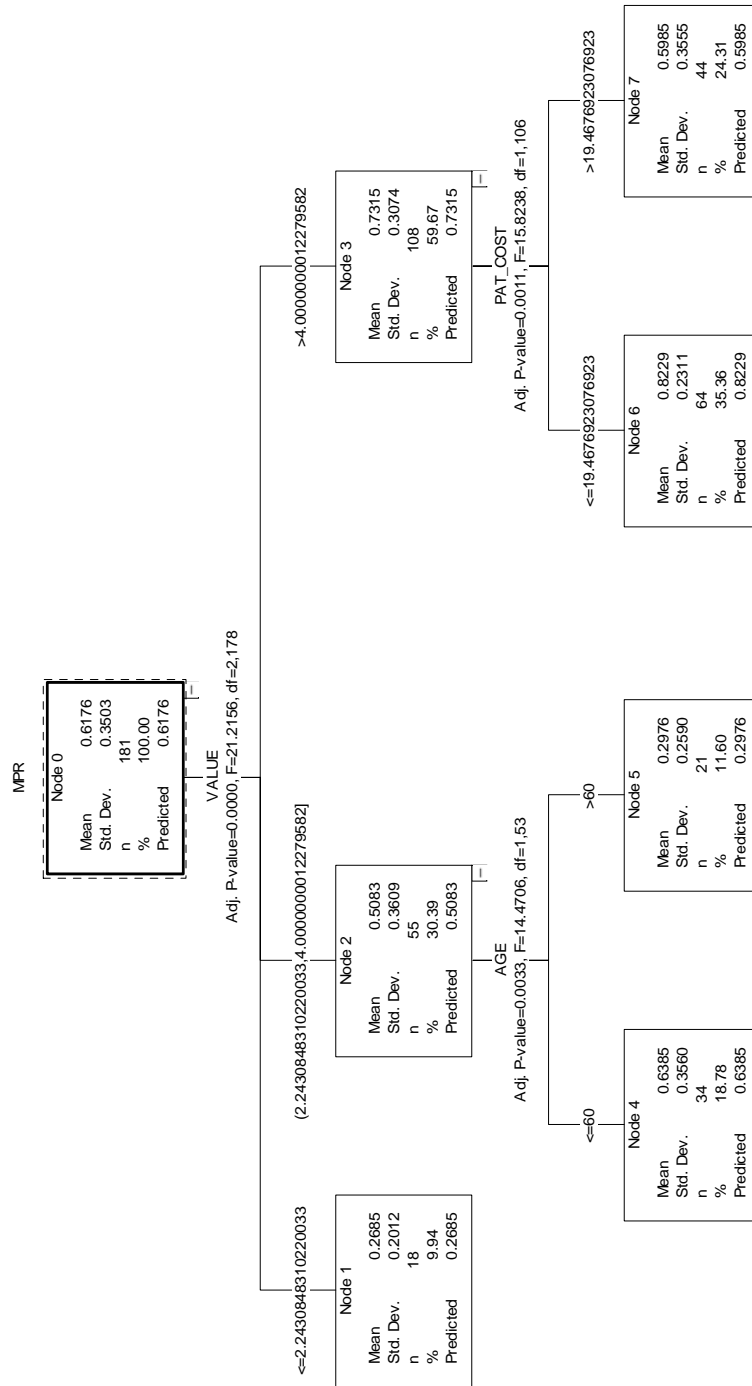 MPR
Node 0
Mean 0.6176
Std. Dev. 0.3503
n 181
% 100.00
Predicted 0.6176
VALUE
Adj. P-value=0.0000, F=21.2156, df=2,178
<=2.2430848310220033
Node 1
Mean 0.2685
Std. Dev. 0.2012
n 18
% 9.94
Predicted 0.2685
(2.2430848310220033,4.0000000012279582]
Node 2
Mean 0.5083
Std. Dev. 0.3609
n 55
% 30.39
Predicted 0.5083
>4.0000000012279582
Node 3
Mean 0.7315
Std. Dev. 0.3074
n 108
% 59.67
Predicted 0.7315
AGE
Adj. P-value=0.0033, F=14.4706, df=1,53
PAT_COST
Adj. P-value=0.0011, F=15.8238, df=1,106
<=60
Node 4
Mean 0.6385
Std. Dev. 0.3560
n 34
% 18.78
Predicted 0.6385
>60
Node 5
Mean 0.2976
Std. Dev. 0.2590
n 21
% 11.60
Predicted 0.2976
<=19.4676923076923
Node 6
Mean 0.8229
Std. Dev. 0.2311
n 64
% 35.36
Predicted 0.8229
>19.4676923076923
Node 7
Mean 0.5985
Std. Dev. 0.3555
n 44
% 24.31
Predicted 0.5985